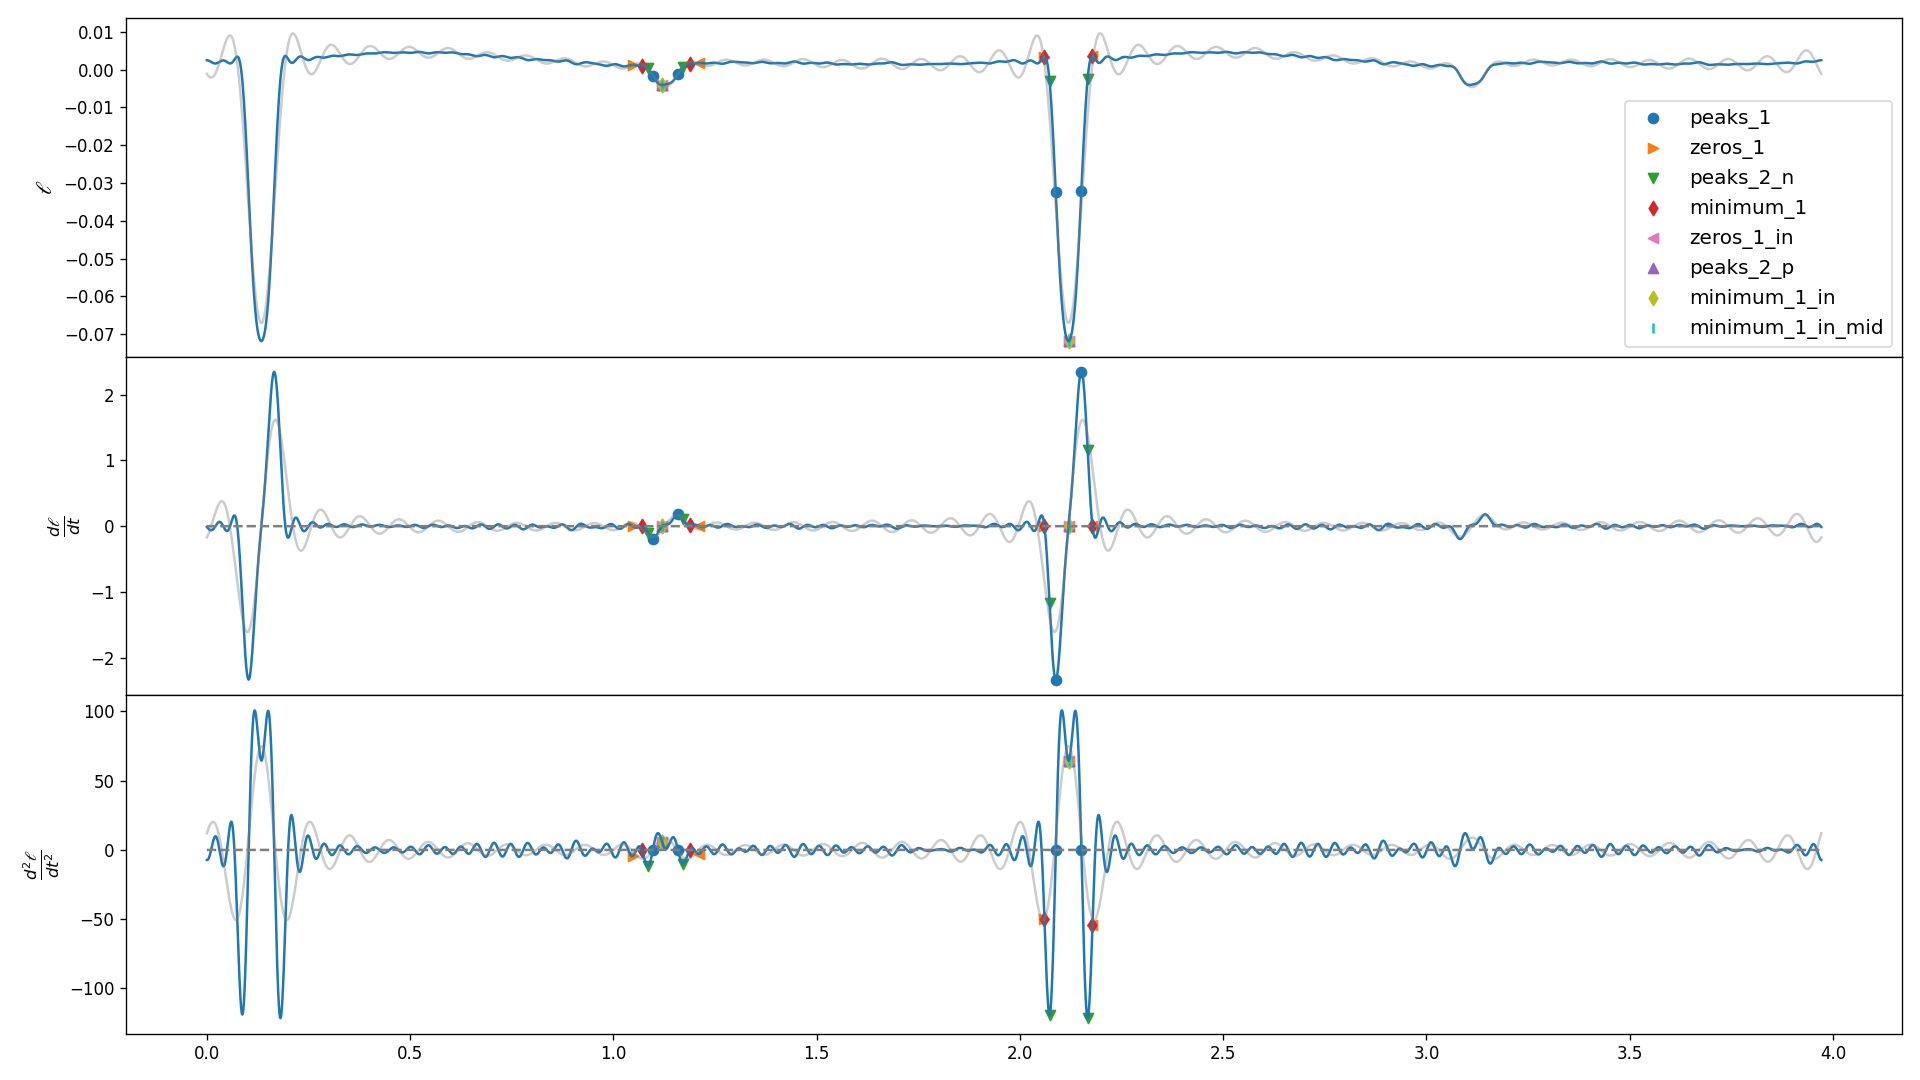 0.01
0.00
−0.01
−0.02
−0.03
−0.04
−0.05
−0.06
−0.07
ℓ
peaks_1
zeros_1
peaks_2_n
minimum_1
zeros_1_in
peaks_2_p
minimum_1_in
minimum_1_in_mid
2
1
0
−1
−2
dℓ
dt
100
50
0
−50
−100
d²ℓ
dt²
0.0 0.5 1.0 1.5 2.0 2.5 3.0 3.5 4.0